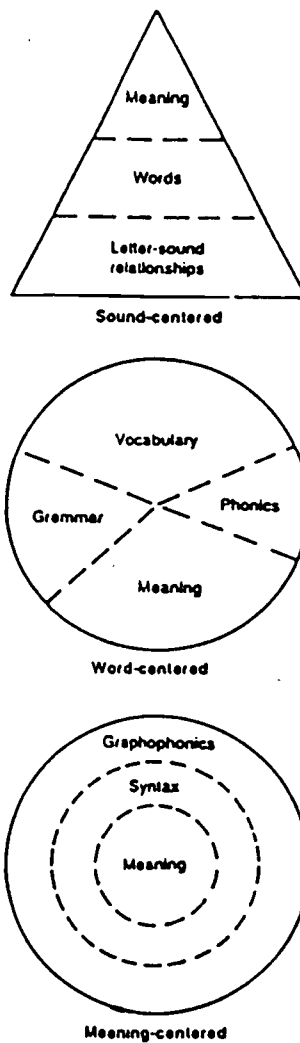 Meaning
Words
Letter-sound
relationships
Sound-centered
Vocabulary
Phonics
Grammar
Meaning
Word-centered
Graphophonics
Syntax
Meaning
Meaning-centered